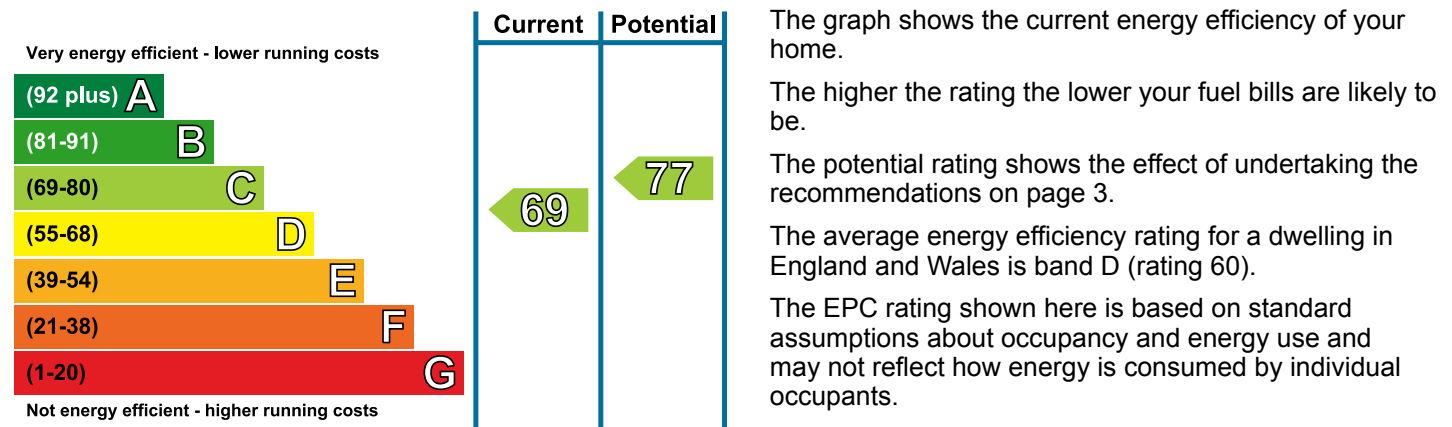 Current Potential
Very energy efficient - lower running costs
(92 plus) A
(81-91) B
(69-80) C
(55-68) D
(39-54) E
(21-38) F
(1-20) G
Not energy efficient - higher running costs
69
77
The graph shows the current energy efficiency of your
home.
The higher the rating the lower your fuel bills are likely to
be.
The potential rating shows the effect of undertaking the
recommendations on page 3.
The average energy efficiency rating for a dwelling in
England and Wales is band D (rating 60).
The EPC rating shown here is based on standard
assumptions about occupancy and energy use and
may not reflect how energy is consumed by individual
occupants.